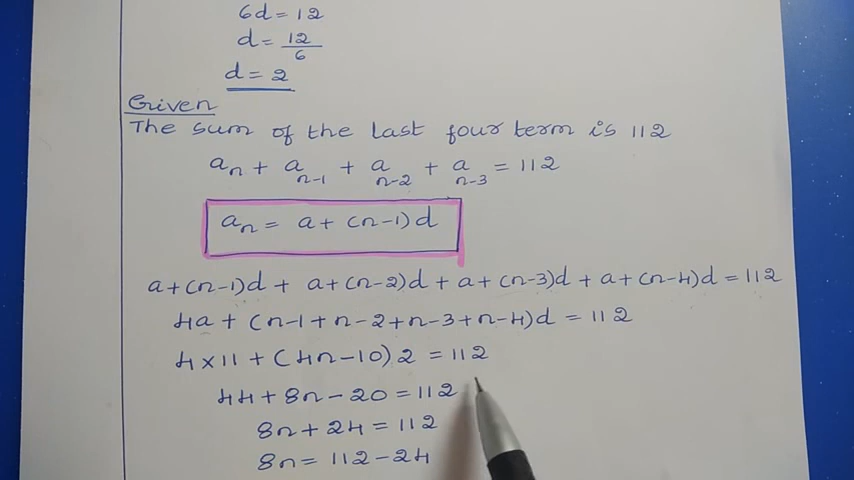 6d = 12
d = 12/6
d = 2
Given
The sum of the last four term is 112
aₙ + aₙ₋₁ + aₙ₋₂ + aₙ₋₃ = 112
aₙ = a + (n-1)d
a+(n-1)d + a+(n-2)d + a+(n-3)d + a+(n-4)d = 112
4a + (n-1+n-2+n-3+n-4)d = 112
4×11 + (4n-10) 2 = 112
44+8n-20 = 112
8n + 24 = 112
8n = 112-24